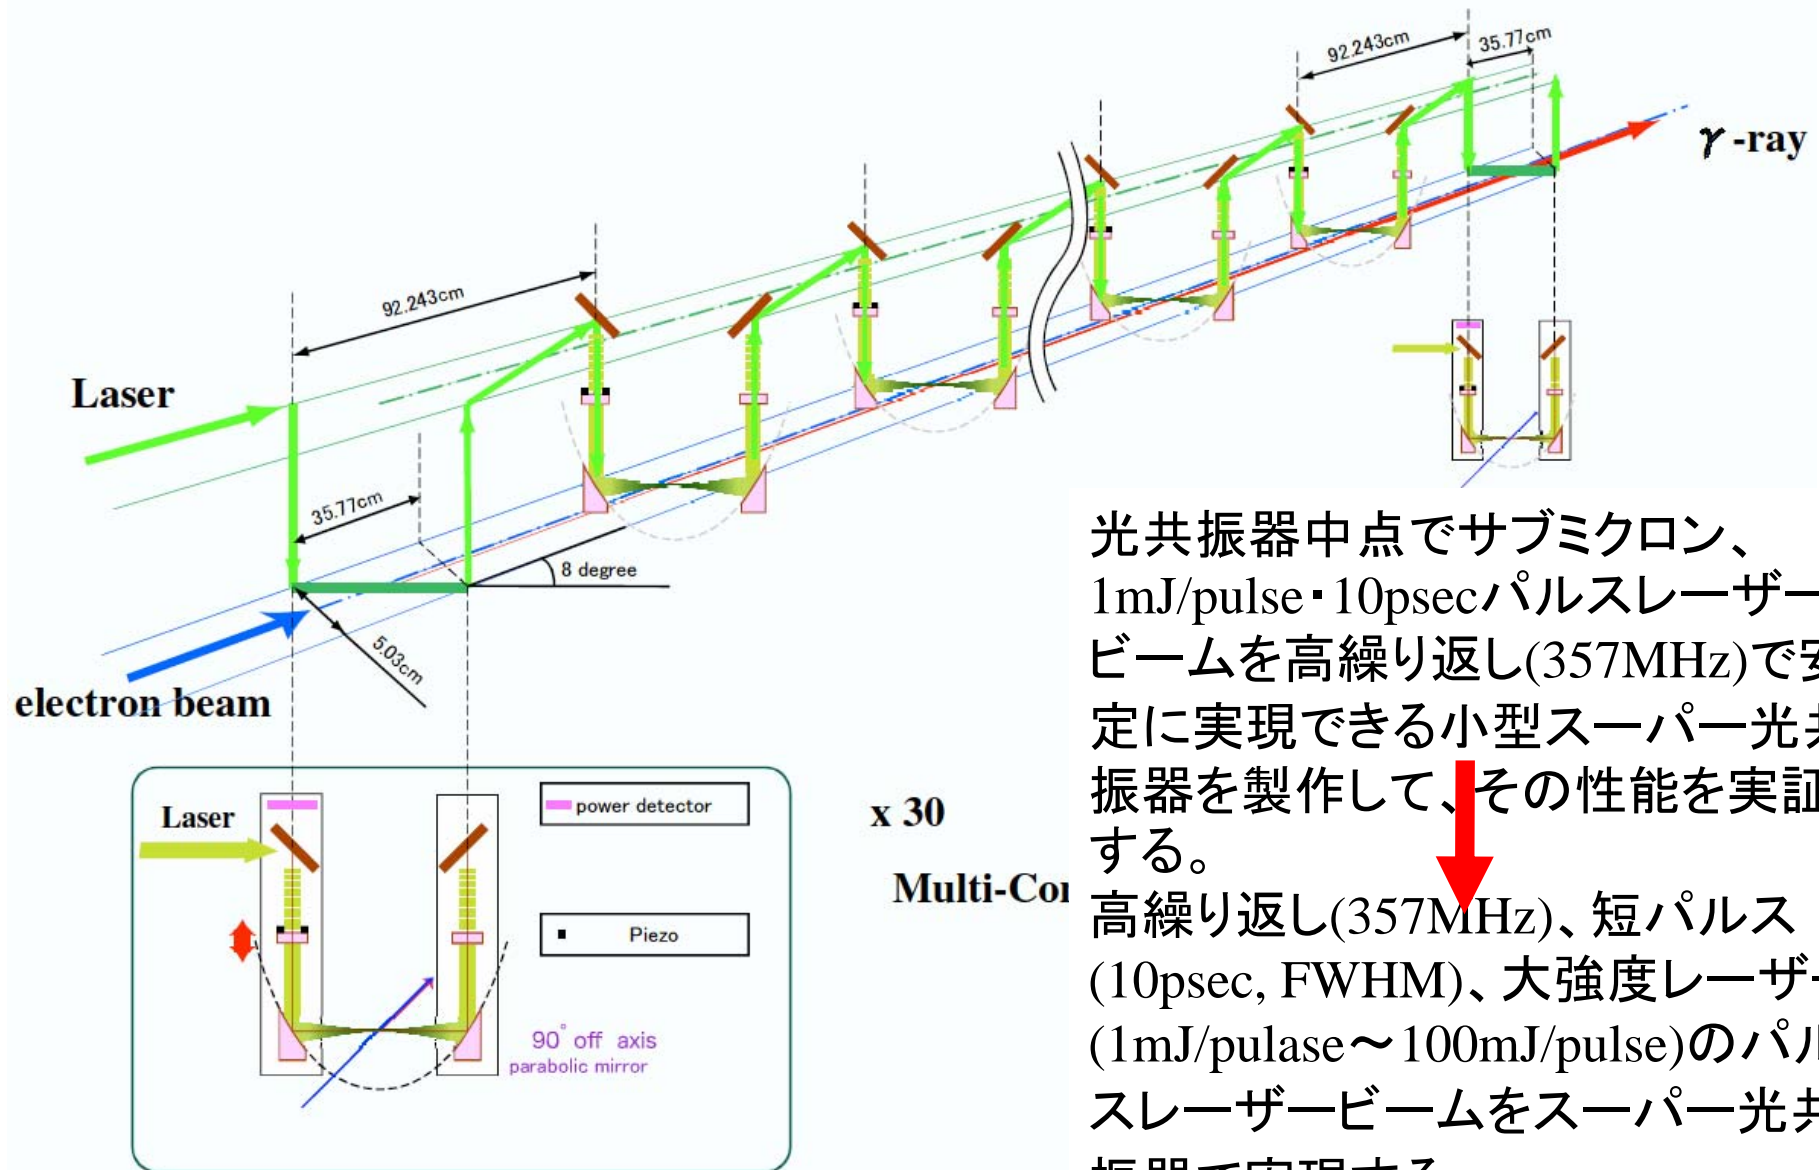 92.243cm
35.77cm
γ-ray
92.243cm
Laser
35.77cm
8 degree
5.03cm
electron beam
Laser
power detector
Piezo
90° off axis
parabolic mirror
x 30
光共振器中点でサブミクロン、
1mJ/pulse・10psecパルスレーザー
ビームを高繰り返し(357MHz)で安
定に実現できる小型スーパー光共
振器を製作して、その性能を実証
する。
高繰り返し(357MHz)、短パルス
(10psec, FWHM)、大強度レーザー
(1mJ/pulase～100mJ/pulse)のパル
スレーザービームをスーパー光共
振器で実現する